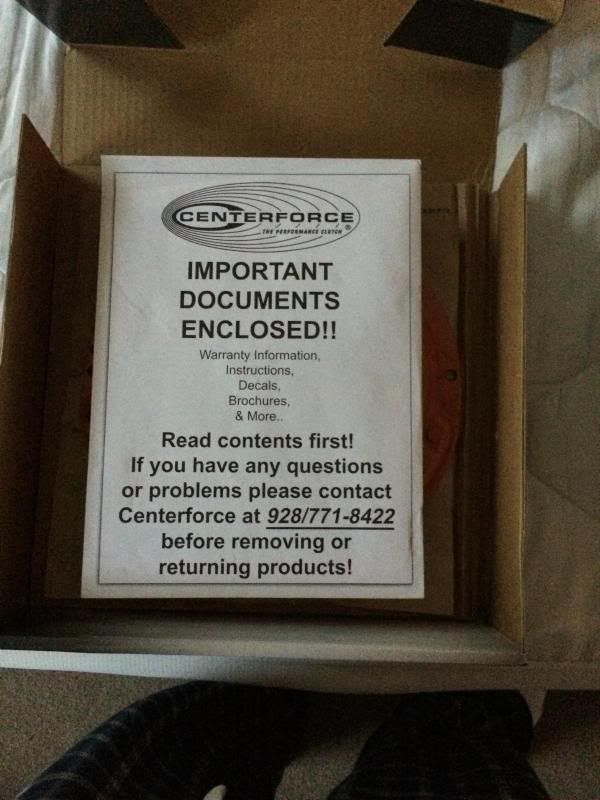 CENTERFORCE
THE PERFORMANCE CLUTCH ®
IMPORTANT
DOCUMENTS
ENCLOSED!!
Warranty Information,
Instructions,
Decals,
Brochures,
& More..
Read contents first!
If you have any questions
or problems please contact
Centerforce at 928/771-8422
before removing or
returning products!